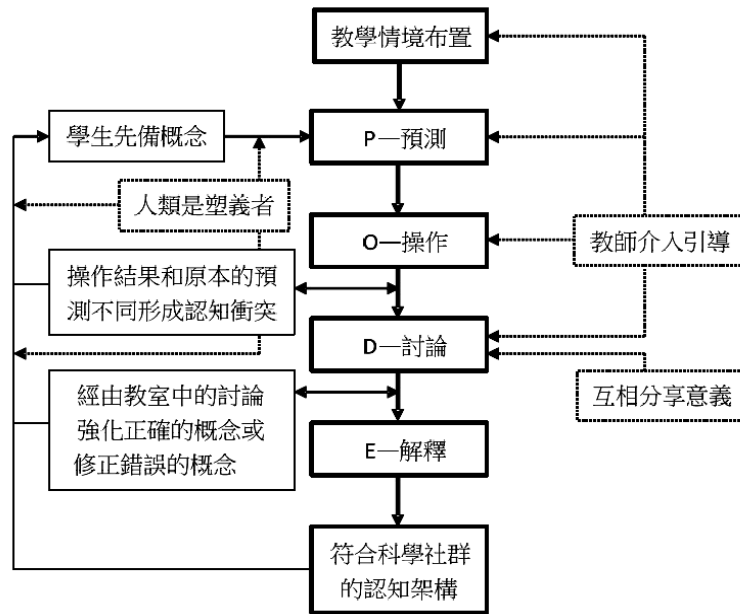 教學情境布置
學生先備概念
P—預測
人類是塑義者
O—操作
教師介入引導
操作結果和原本的預
測不同形成認知衝突
D—討論
互相分享意義
經由教室中的討論
強化正確的概念或
修正錯誤的概念
E—解釋
符合科學社群
的認知架構